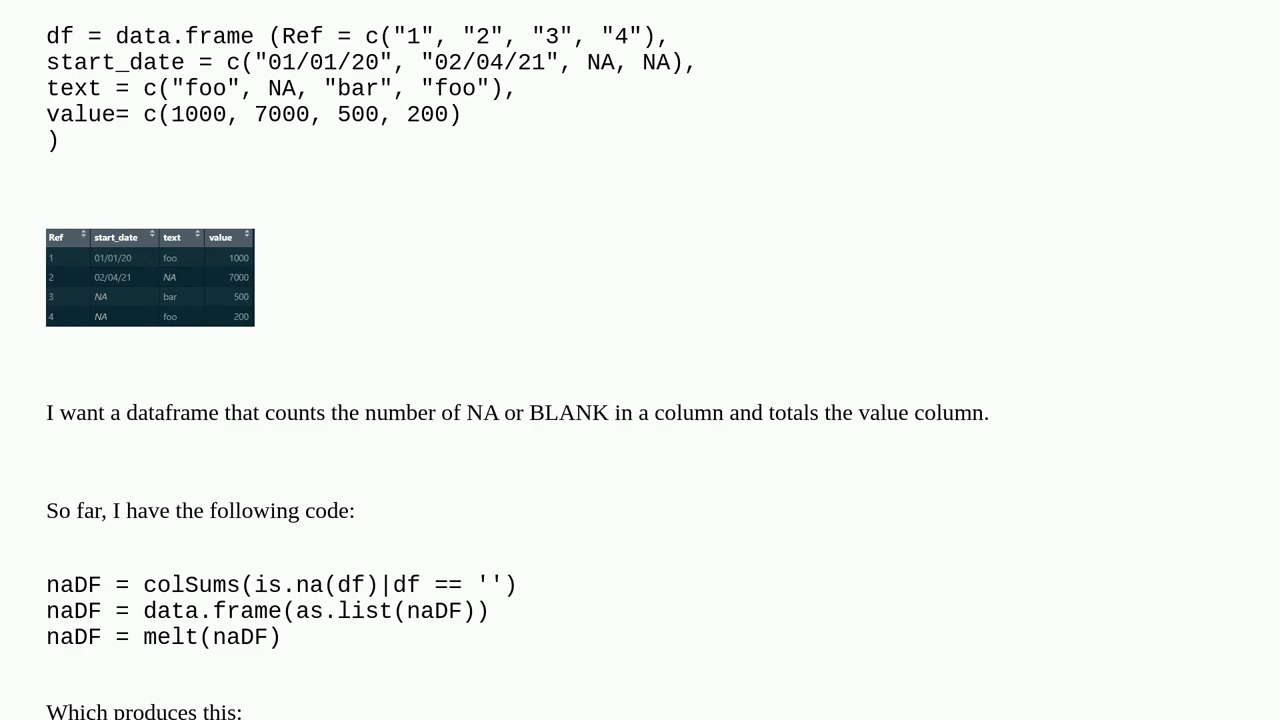 df = data.frame (Ref = c("1", "2", "3", "4"),
start_date = c("01/01/20", "02/04/21", NA, NA),
text = c("foo", NA, "bar", "foo"),
value= c(1000, 7000, 500, 200)
)
Ref start_date text value
1 01/01/20 foo 1000
2 02/04/21 NA 7000
3 NA bar 500
4 NA foo 200
I want a dataframe that counts the number of NA or BLANK in a column and totals the value column.
So far, I have the following code:
naDF = colSums(is.na(df)|df == '')
naDF = data.frame(as.list(naDF))
naDF = melt(naDF)
Which produces this: